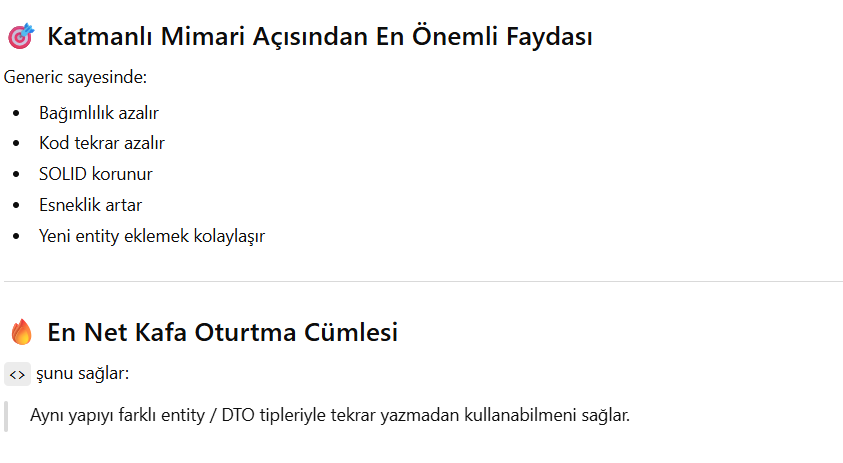 🎯 Katmanlı Mimari Açısından En Önemli Faydası
Generic sayesinde:
• Bağımlılık azalır
• Kod tekrar azalır
• SOLID korunur
• Esneklik artar
• Yeni entity eklemek kolaylaşır
🔥 En Net Kafa Oturtma Cümlesi
<> şunu sağlar:
Aynı yapıyı farklı entity / DTO tipleriyle tekrar yazmadan kullanabilmeni sağlar.